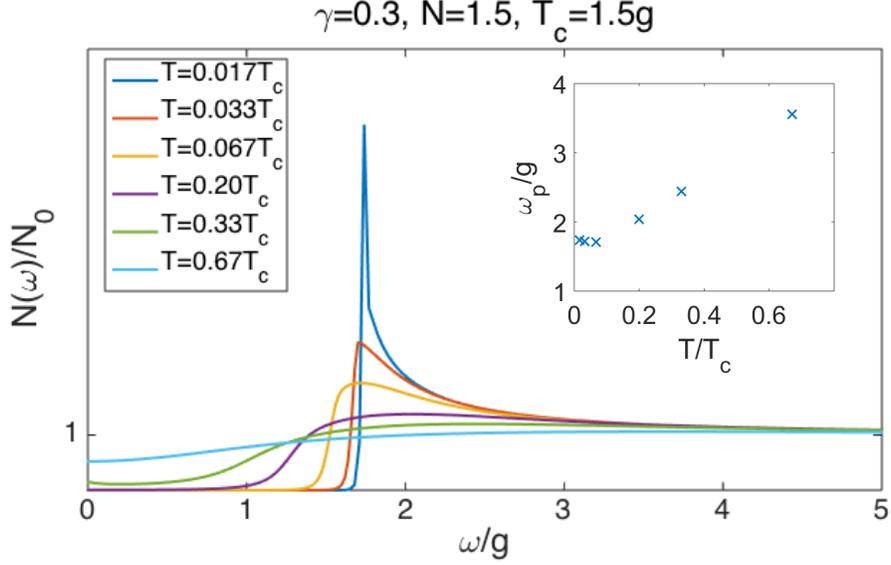 γ=0.3, N=1.5, T_c=1.5g
T=0.017T_c
T=0.033T_c
T=0.067T_c
T=0.20T_c
T=0.33T_c
T=0.67T_c
N(ω)/N_0
1
0 1 2 3 4 5
ω/g
ω_p/g
4
3
2
1
0 0.2 0.4 0.6
T/T_c